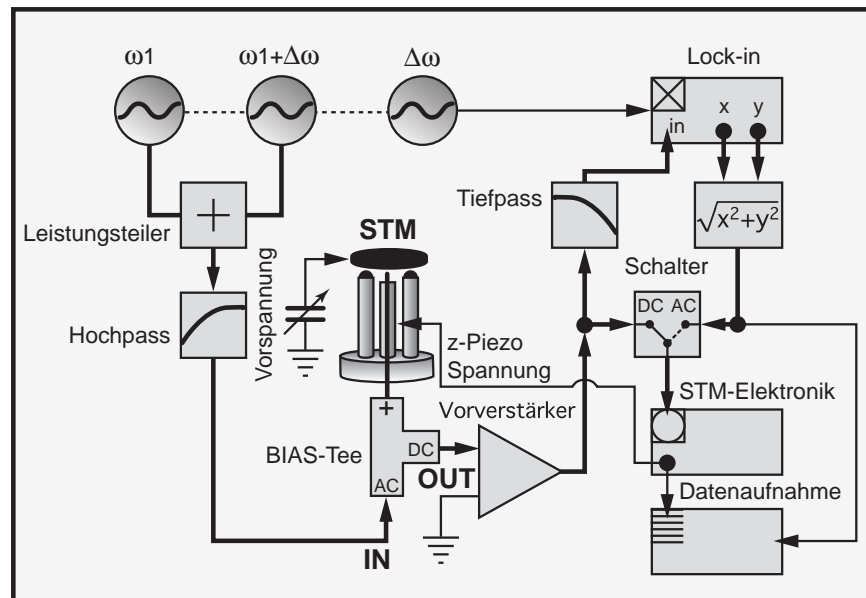 ω1
ω1+Δω
Δω
Lock-in
x y
in
+
Leistungsteiler
STM
Tiefpass
√x²+y²
Vorspannung
Schalter
DC AC
Hochpass
z-Piezo
Spannung
STM-Elektronik
+
Vorverstärker
BIAS-Tee
DC
AC
OUT
Datenaufnahme
IN